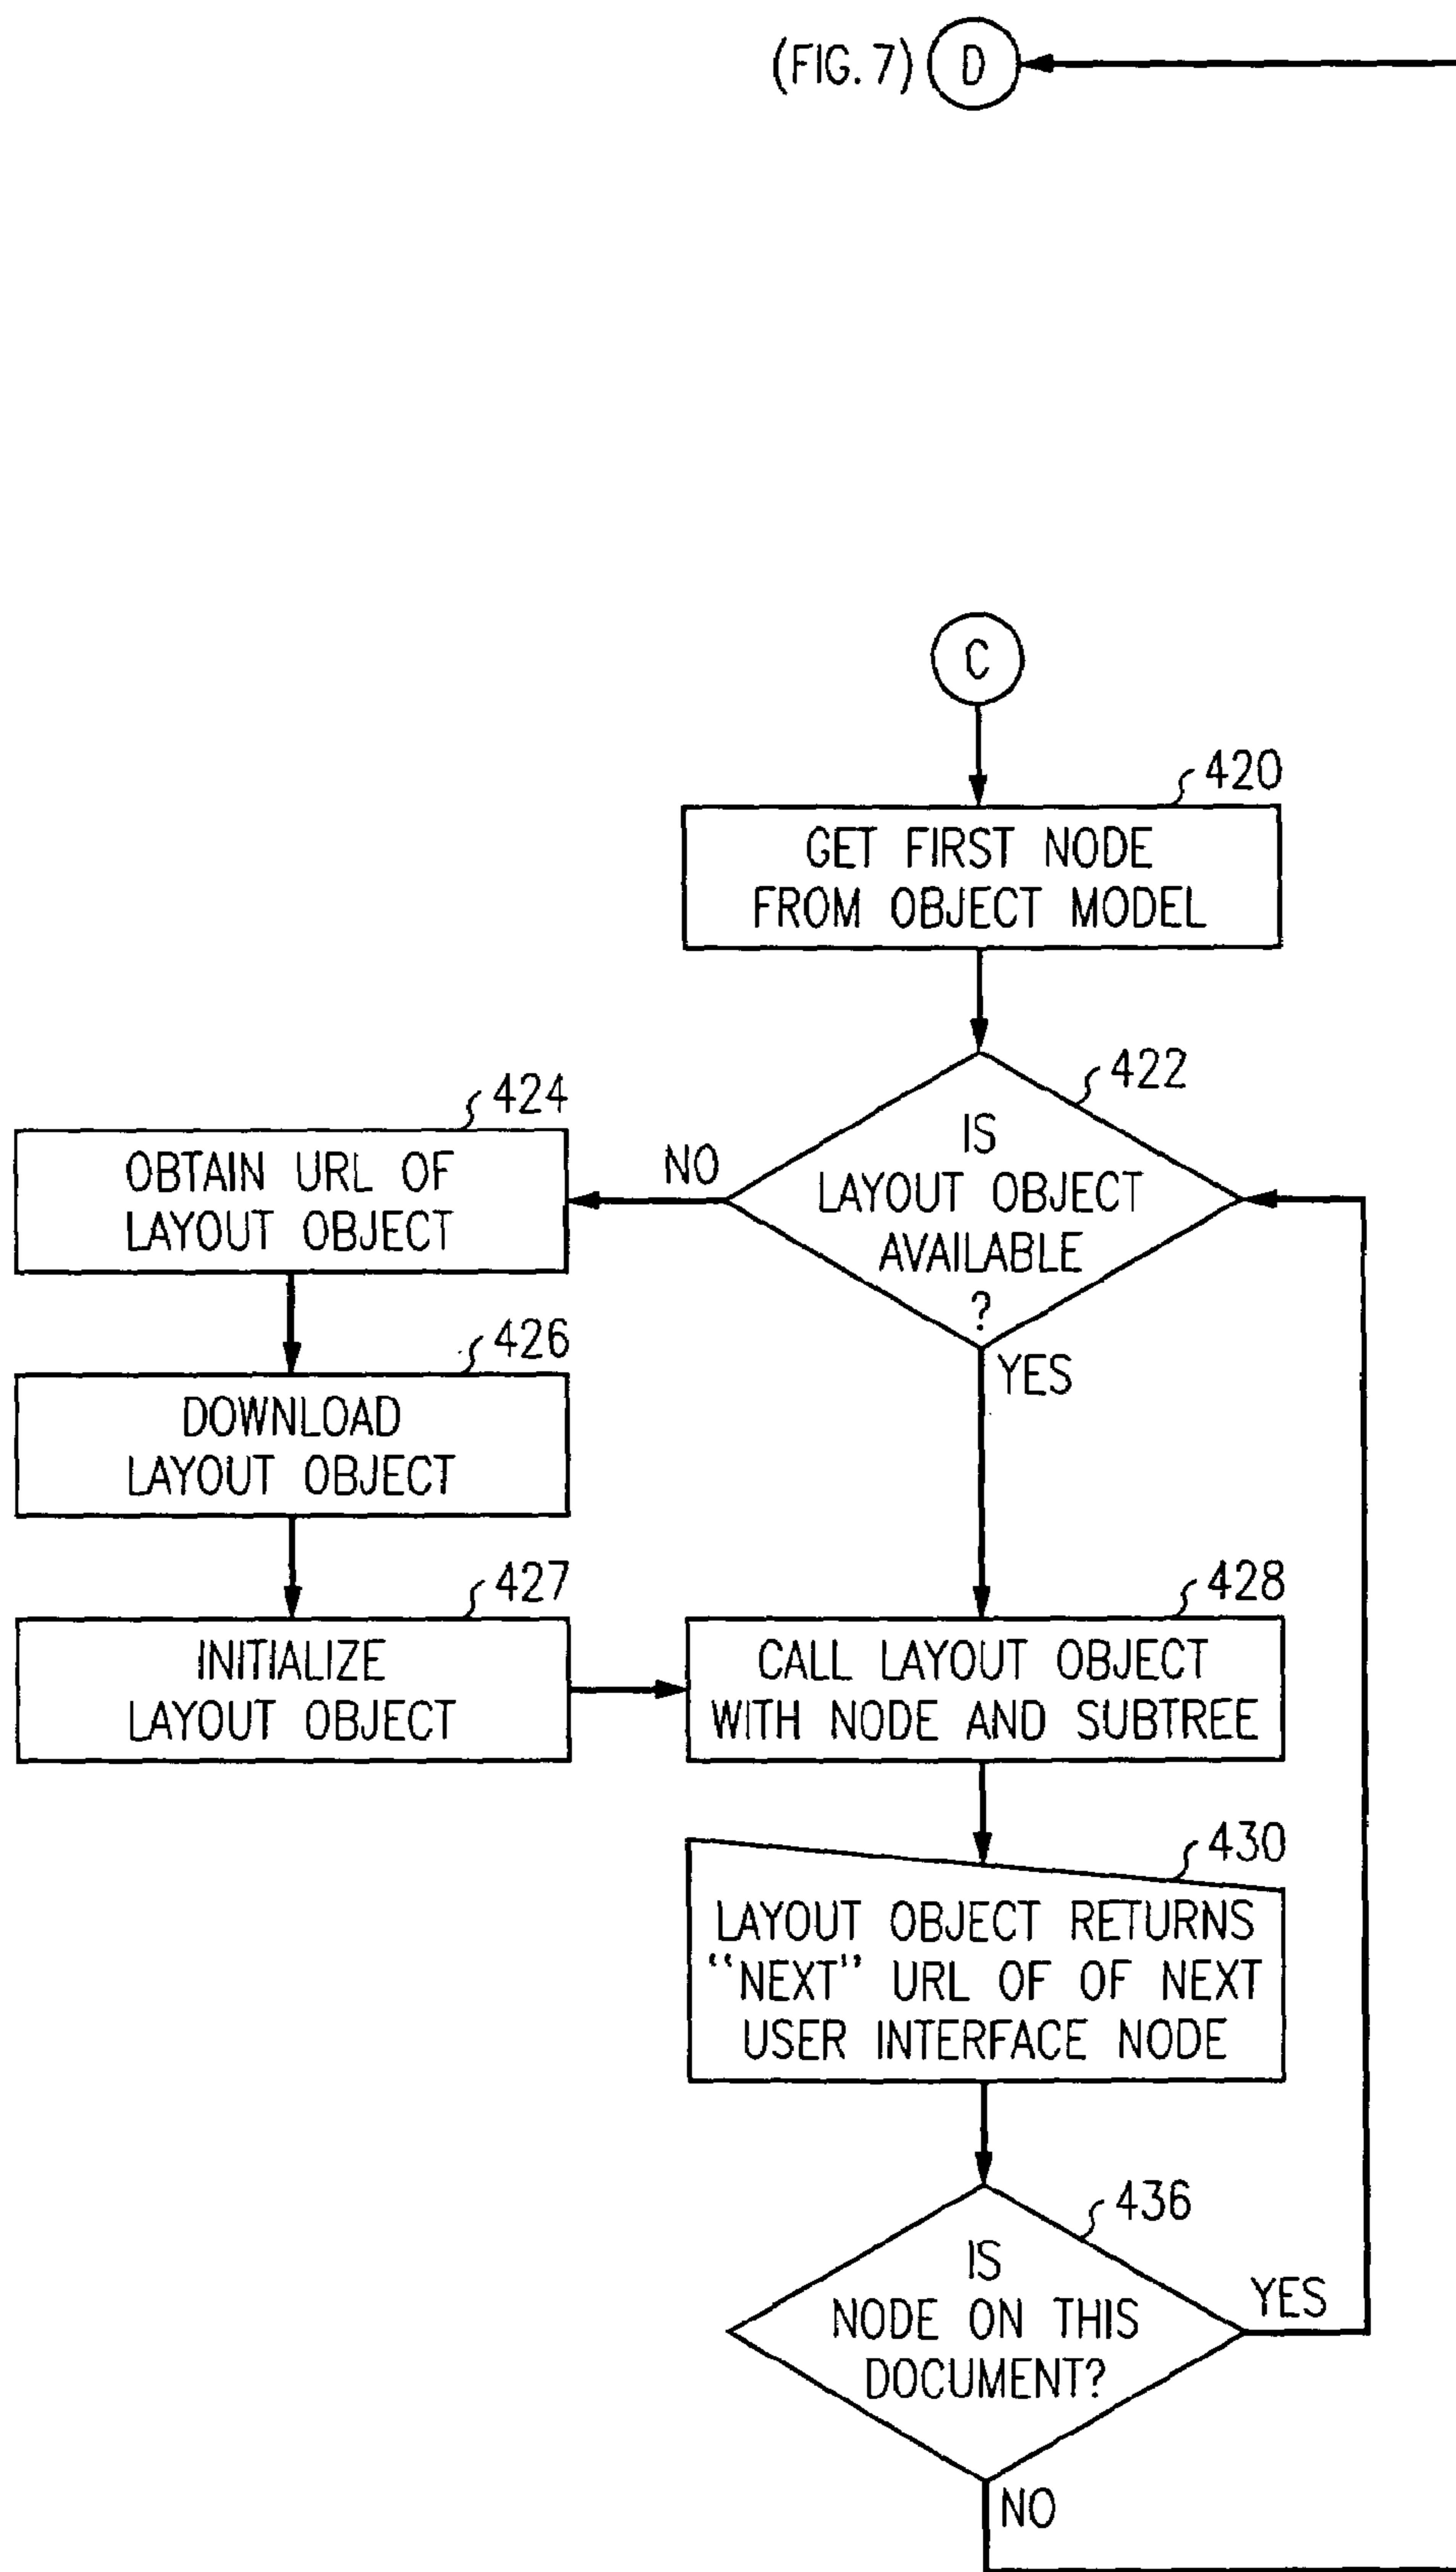 (FIG. 7) D
C
420
GET FIRST NODE
FROM OBJECT MODEL
422
IS
LAYOUT OBJECT
AVAILABLE
?
NO
YES
424
OBTAIN URL OF
LAYOUT OBJECT
426
DOWNLOAD
LAYOUT OBJECT
427
INITIALIZE
LAYOUT OBJECT
428
CALL LAYOUT OBJECT
WITH NODE AND SUBTREE
430
LAYOUT OBJECT RETURNS
“NEXT” URL OF OF NEXT
USER INTERFACE NODE
436
IS
NODE ON THIS
DOCUMENT?
YES
NO